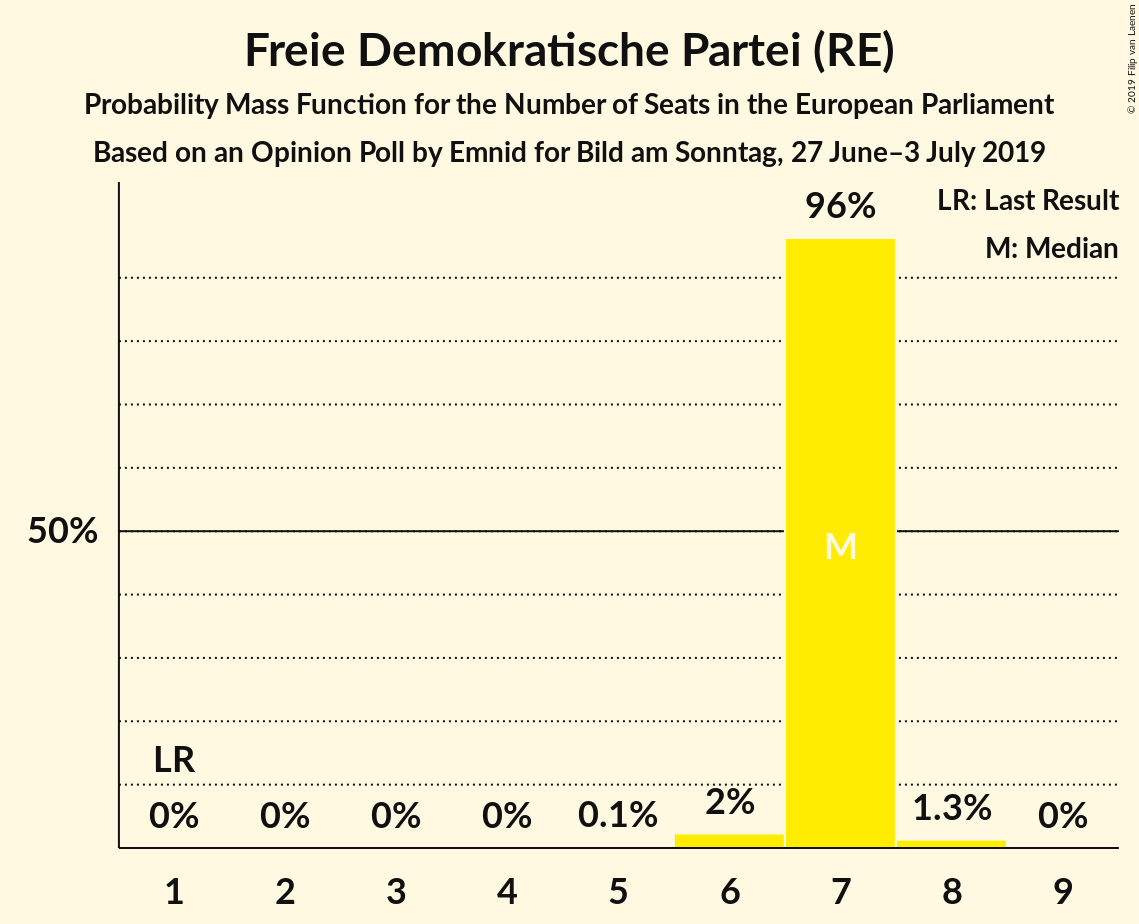 Freie Demokratische Partei (RE)
Probability Mass Function for the Number of Seats in the European Parliament
Based on an Opinion Poll by Emnid for Bild am Sonntag, 27 June–3 July 2019
© 2019 Filip van Laenen
LR: Last Result
M: Median
96%
50%
M
LR
0% 0% 0% 0% 0.1% 2% 1.3% 0%
1 2 3 4 5 6 7 8 9